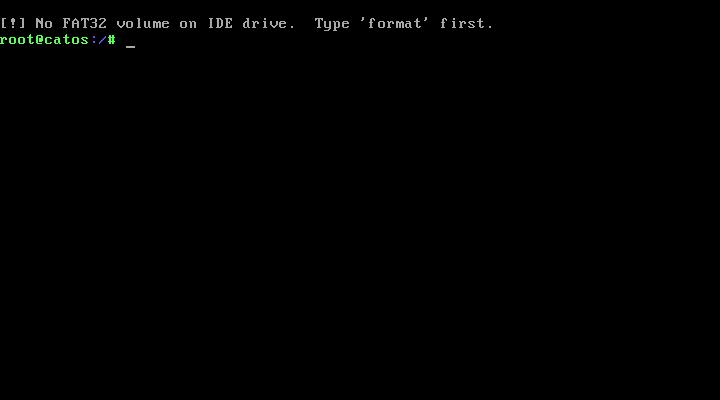 [!] No FAT32 volume on IDE drive.  Type 'format' first.
root@catos:/# _